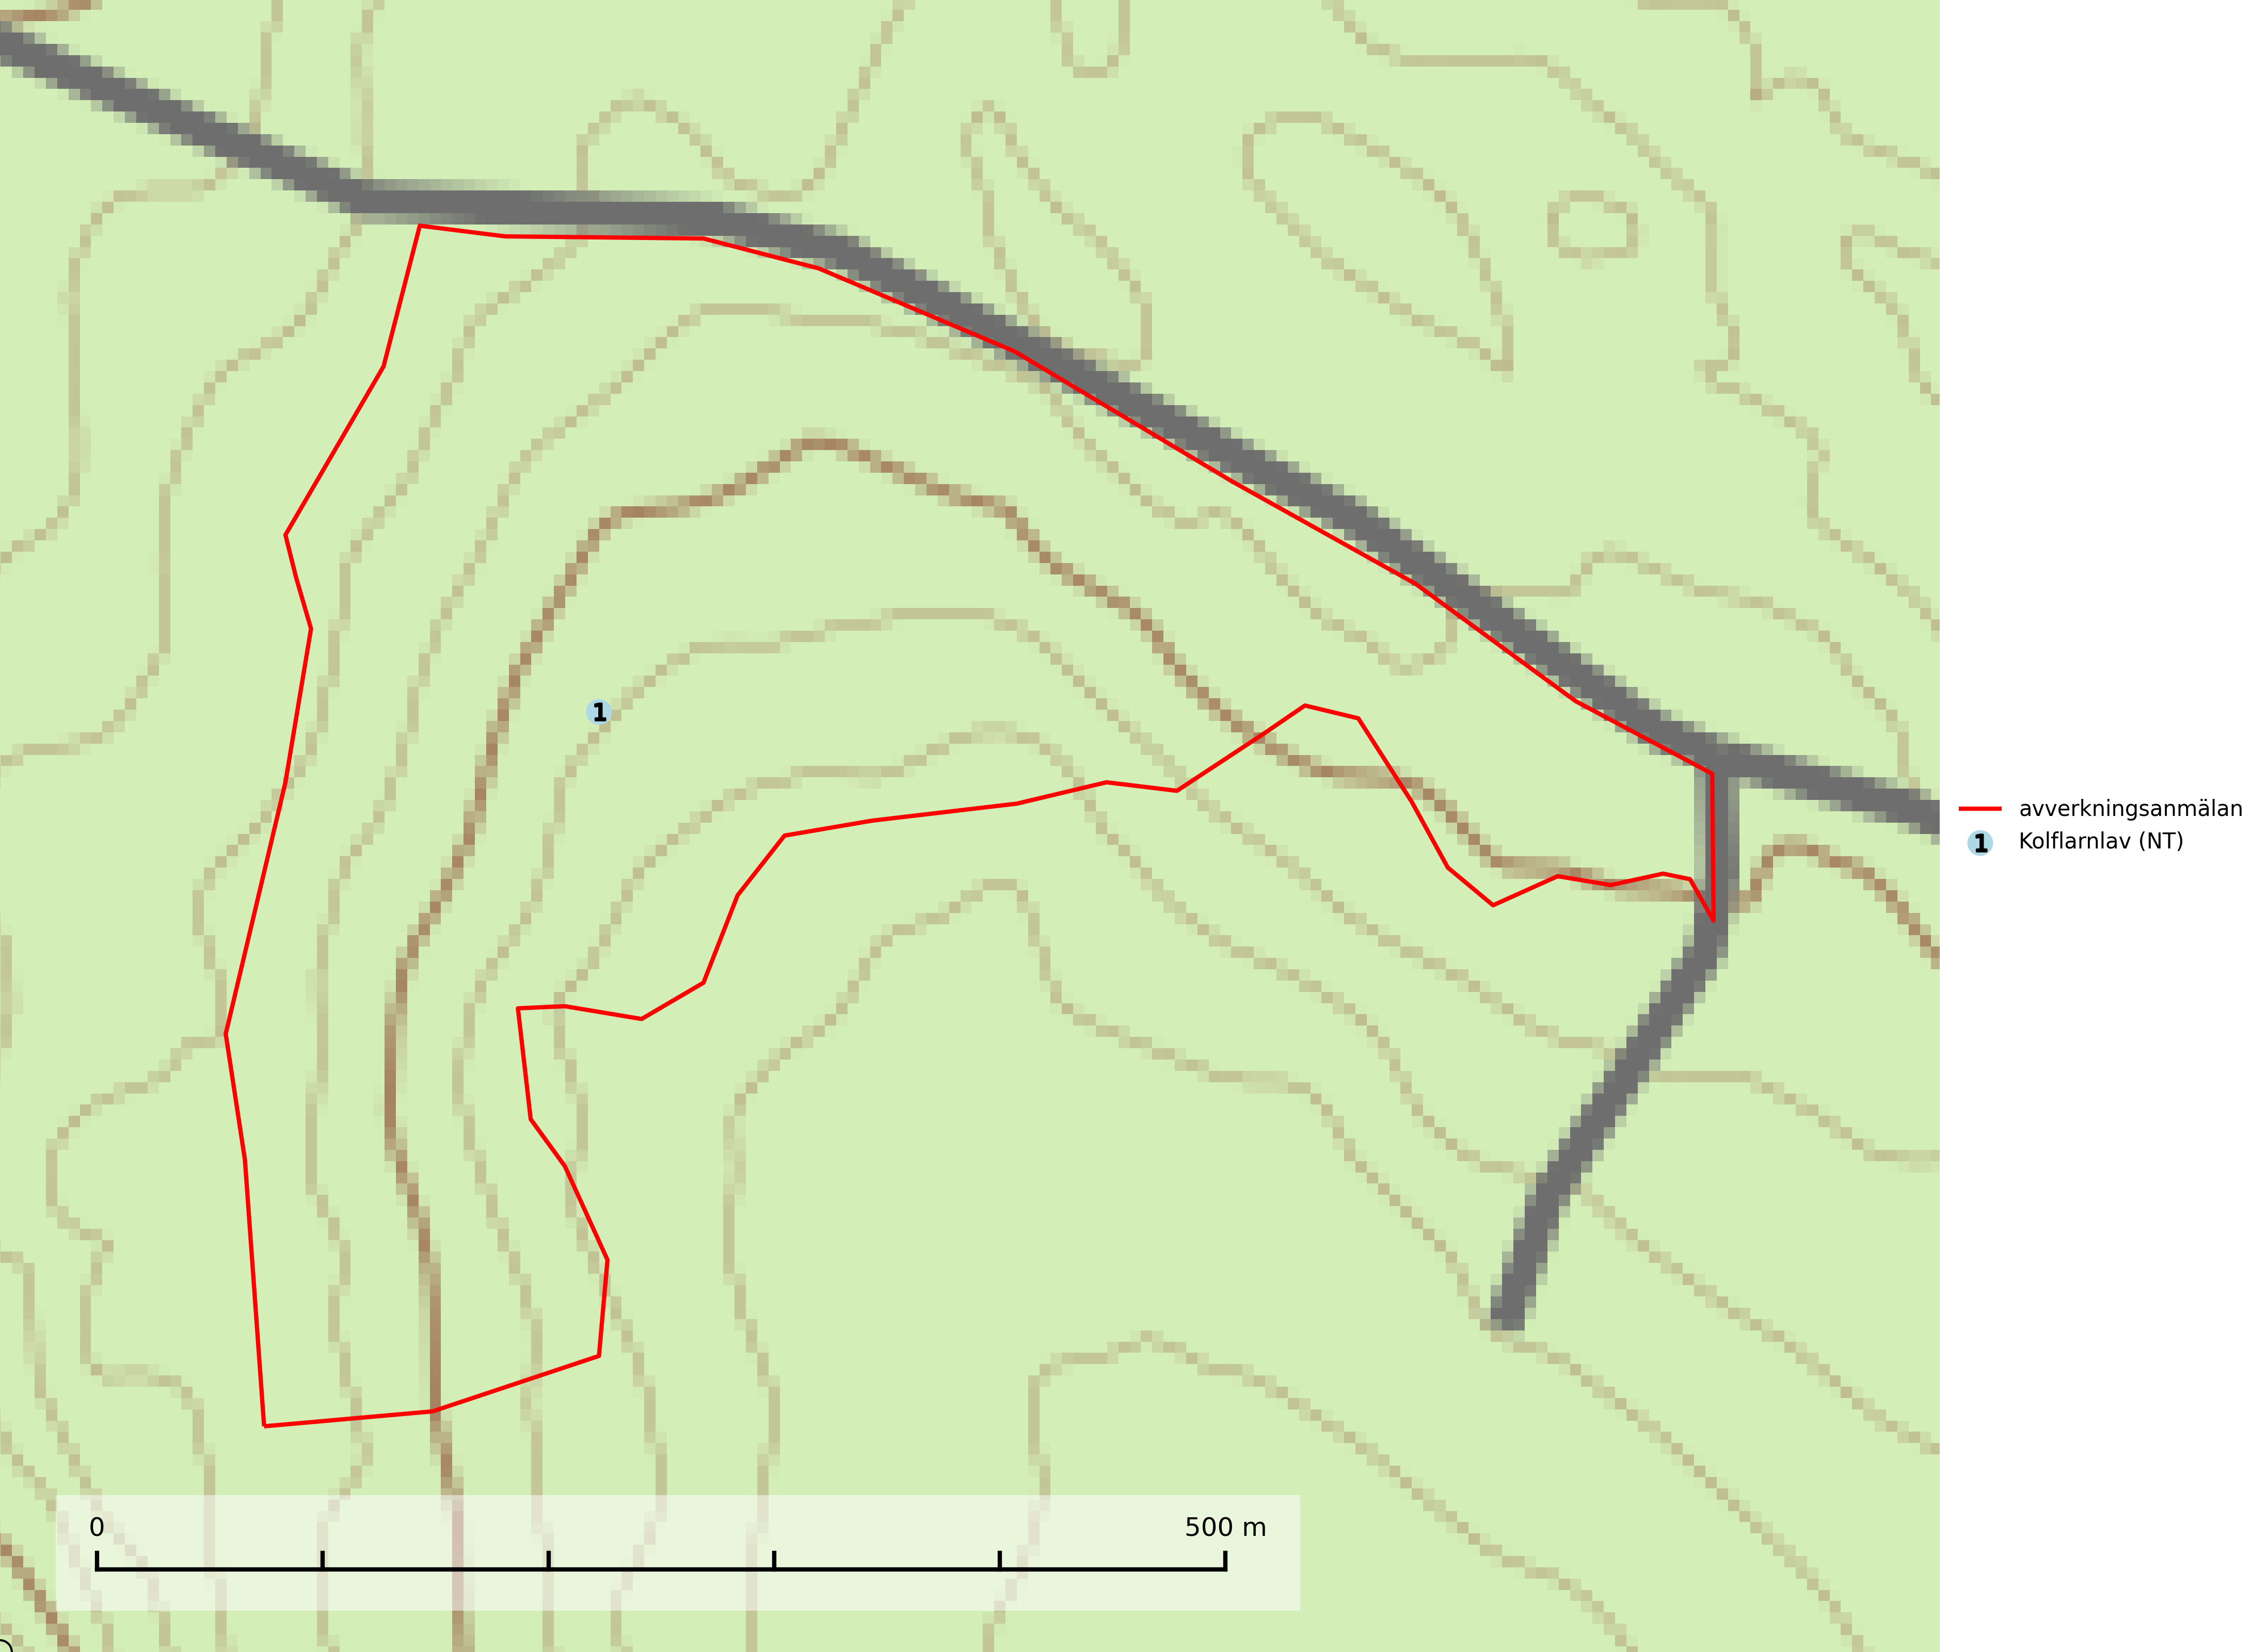 1
avverkningsanmälan
1 Kolflarnlav (NT)
0 500 m